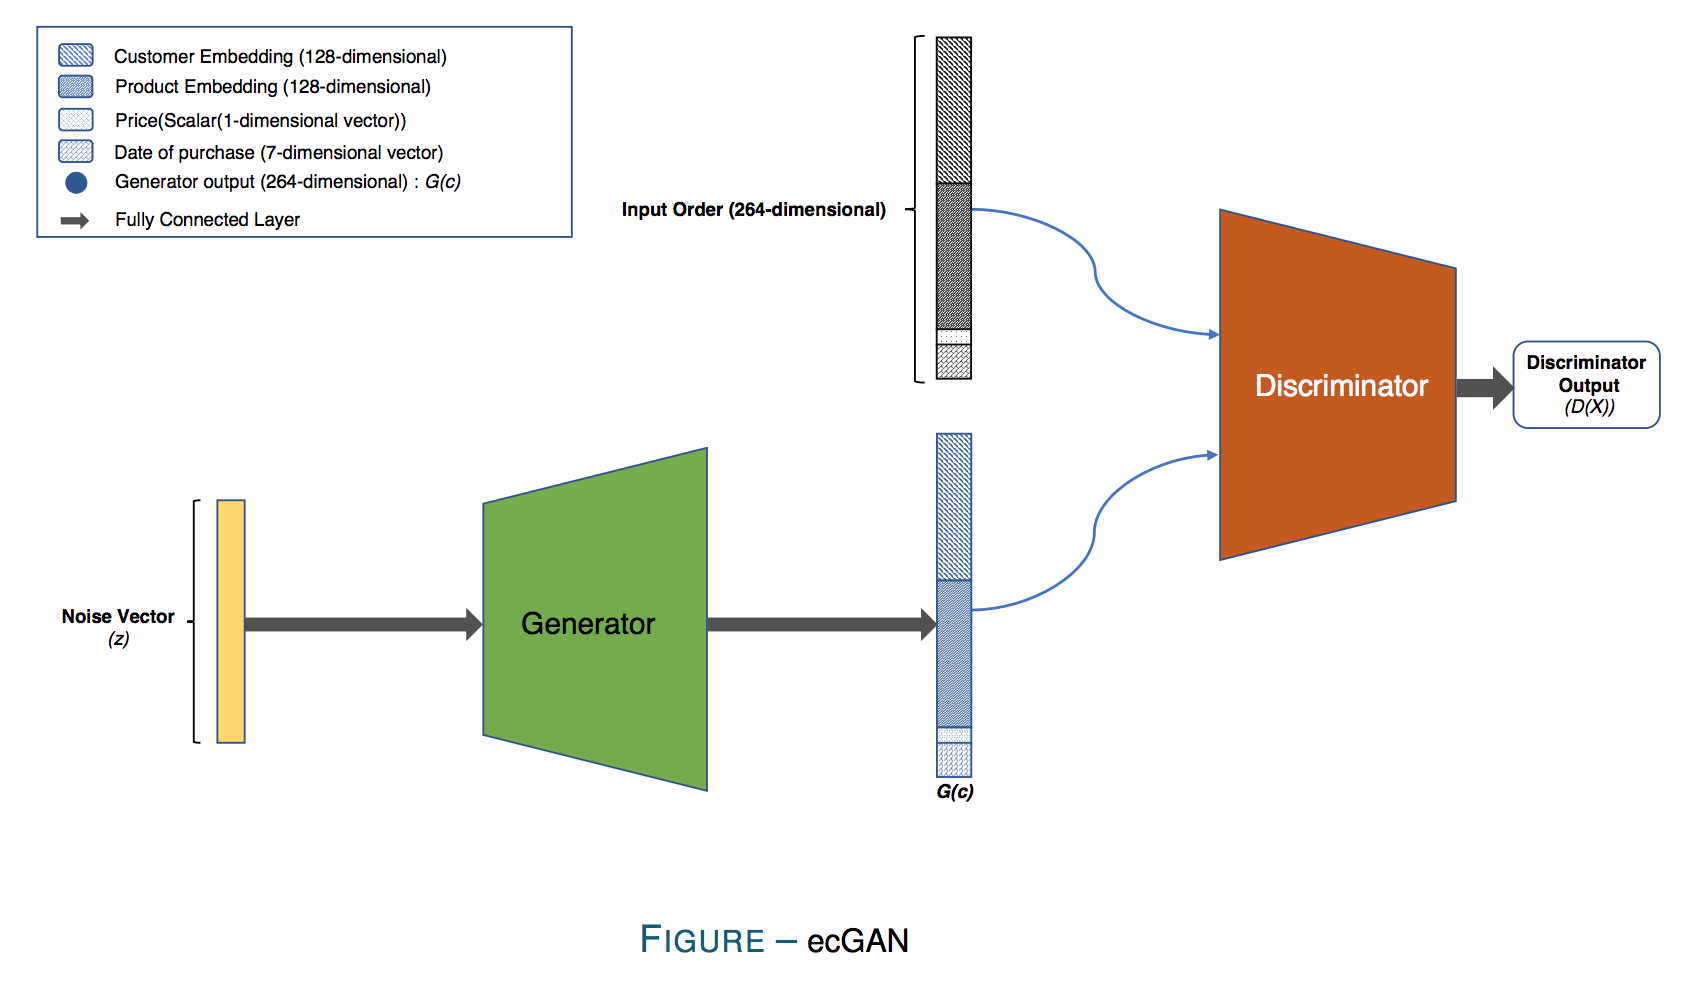 Customer Embedding (128-dimensional)
Product Embedding (128-dimensional)
Price(Scalar(1-dimensional vector))
Date of purchase (7-dimensional vector)
Generator output (264-dimensional) : G(c)
Fully Connected Layer
Input Order (264-dimensional)
Discriminator
Discriminator
Output
(D(X))
Noise Vector
(z)
Generator
G(c)
FIGURE – ecGAN